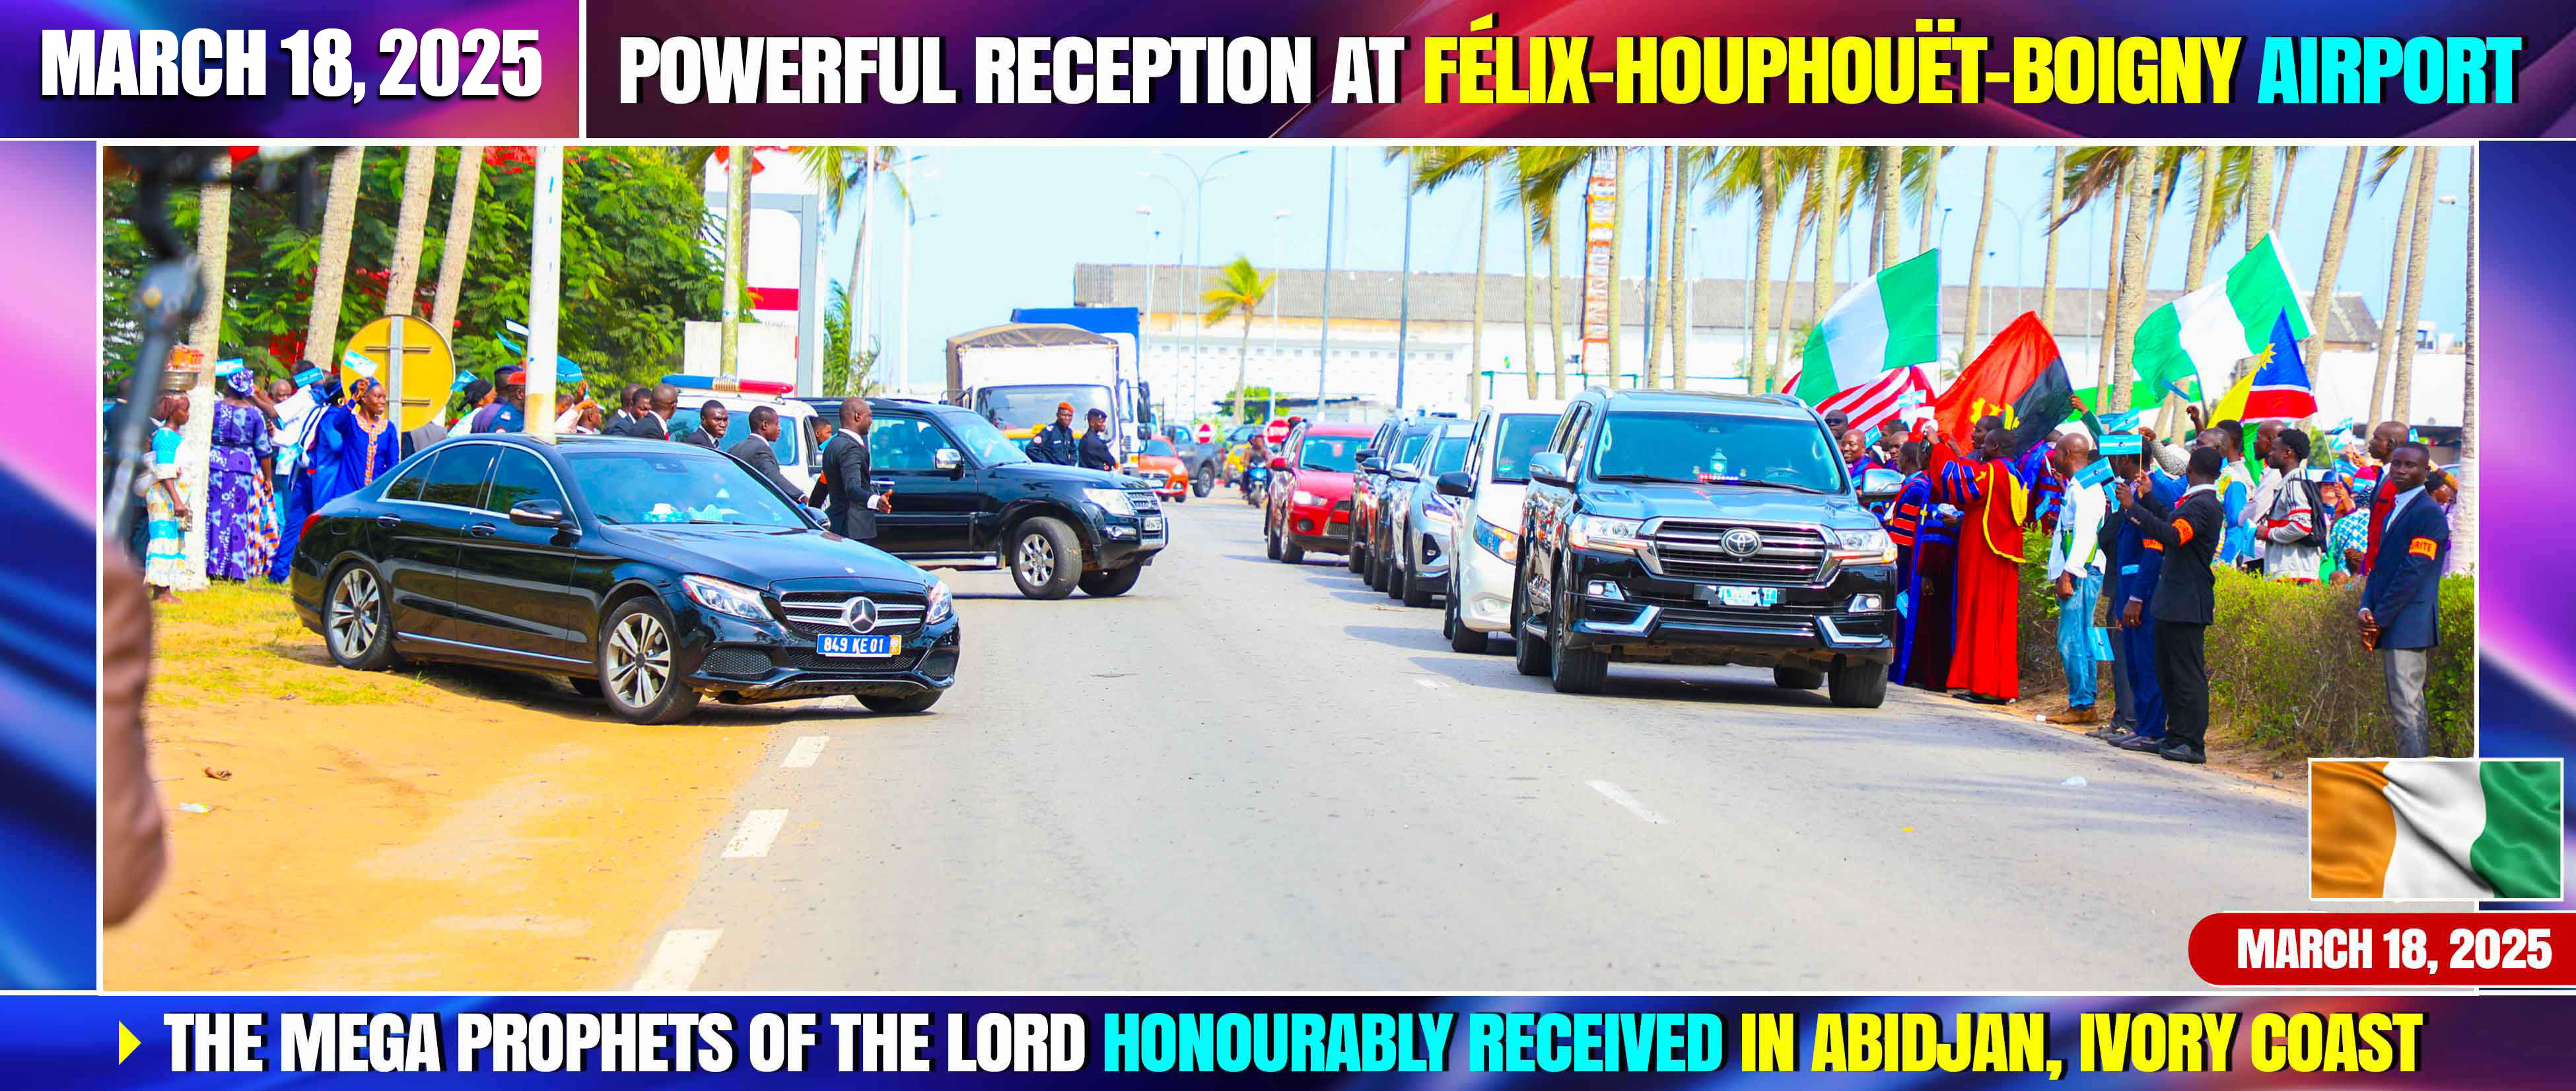 MARCH 18, 2025
POWERFUL RECEPTION AT FÉLIX-HOUPHOUËT-BOIGNY AIRPORT
849 KE 01
MARCH 18, 2025
THE MEGA PROPHETS OF THE LORD HONOURABLY RECEIVED IN ABIDJAN, IVORY COAST